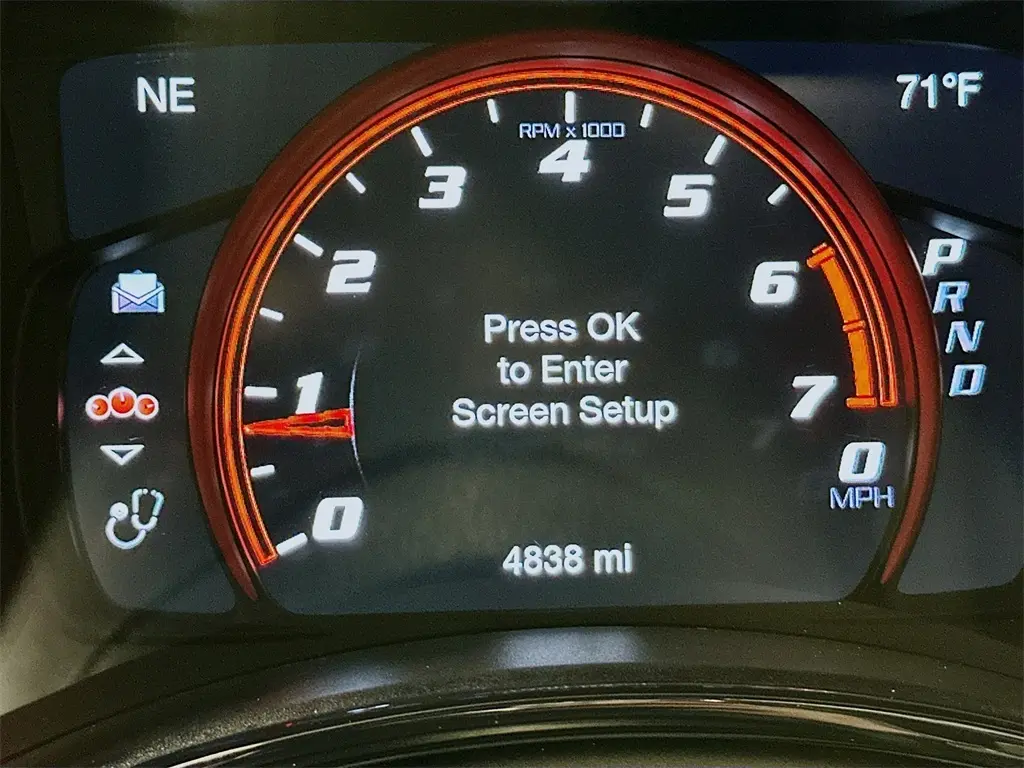 NE
71°F
RPM x 1000
0
1
2
3
4
5
6
7
Press OK
to Enter
Screen Setup
P
R
N
D
0
MPH
4838 mi